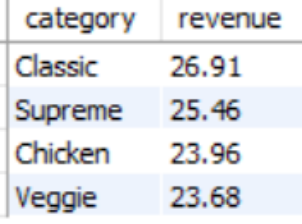 category revenue
Classic 26.91
Supreme 25.46
Chicken 23.96
Veggie 23.68